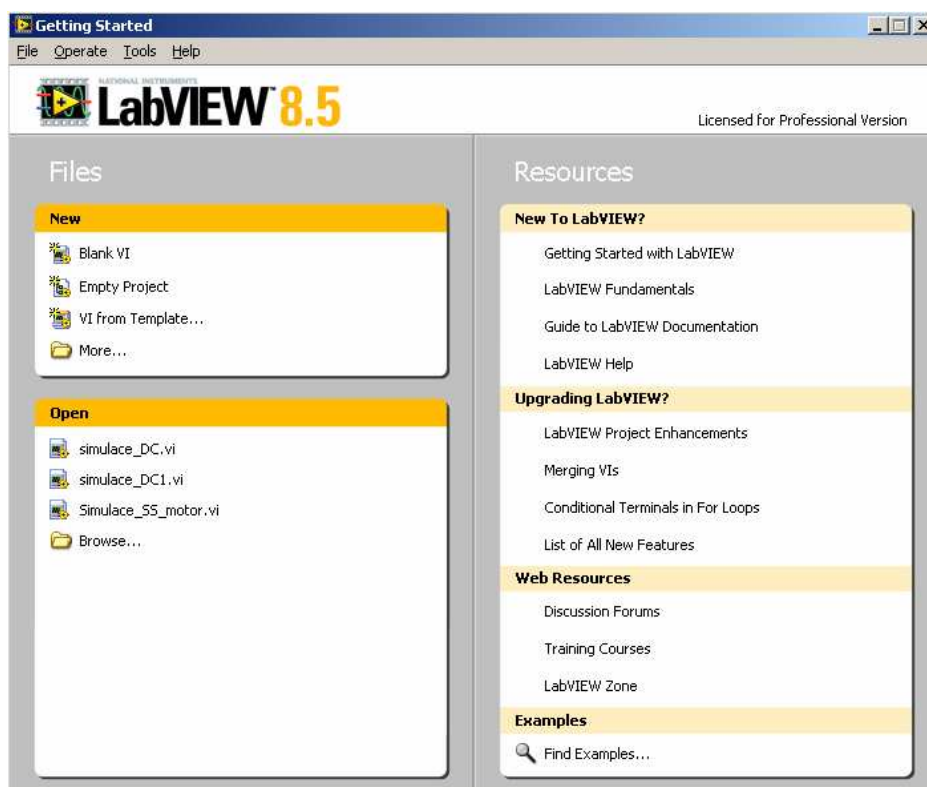 Getting Started
File Operate Tools Help
NATIONAL INSTRUMENTS
LabVIEW™ 8.5
Licensed for Professional Version
Files
New
Blank VI
Empty Project
VI from Template...
More...
Open
simulace_DC.vi
simulace_DC1.vi
Simulace_SS_motor.vi
Browse...
Resources
New To LabVIEW?
Getting Started with LabVIEW
LabVIEW Fundamentals
Guide to LabVIEW Documentation
LabVIEW Help
Upgrading LabVIEW?
LabVIEW Project Enhancements
Merging VIs
Conditional Terminals in For Loops
List of All New Features
Web Resources
Discussion Forums
Training Courses
LabVIEW Zone
Examples
Find Examples...